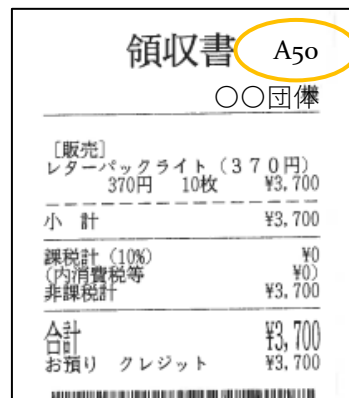 領収書 A50
〇〇団体様
［販売］
レターパックライト（３７０円）
370円 10枚 ¥3,700
小 計 ¥3,700
課税計（10%） ¥0
（内消費税等 ¥0）
非課税計 ¥3,700
合計 ¥3,700
お預り クレジット ¥3,700